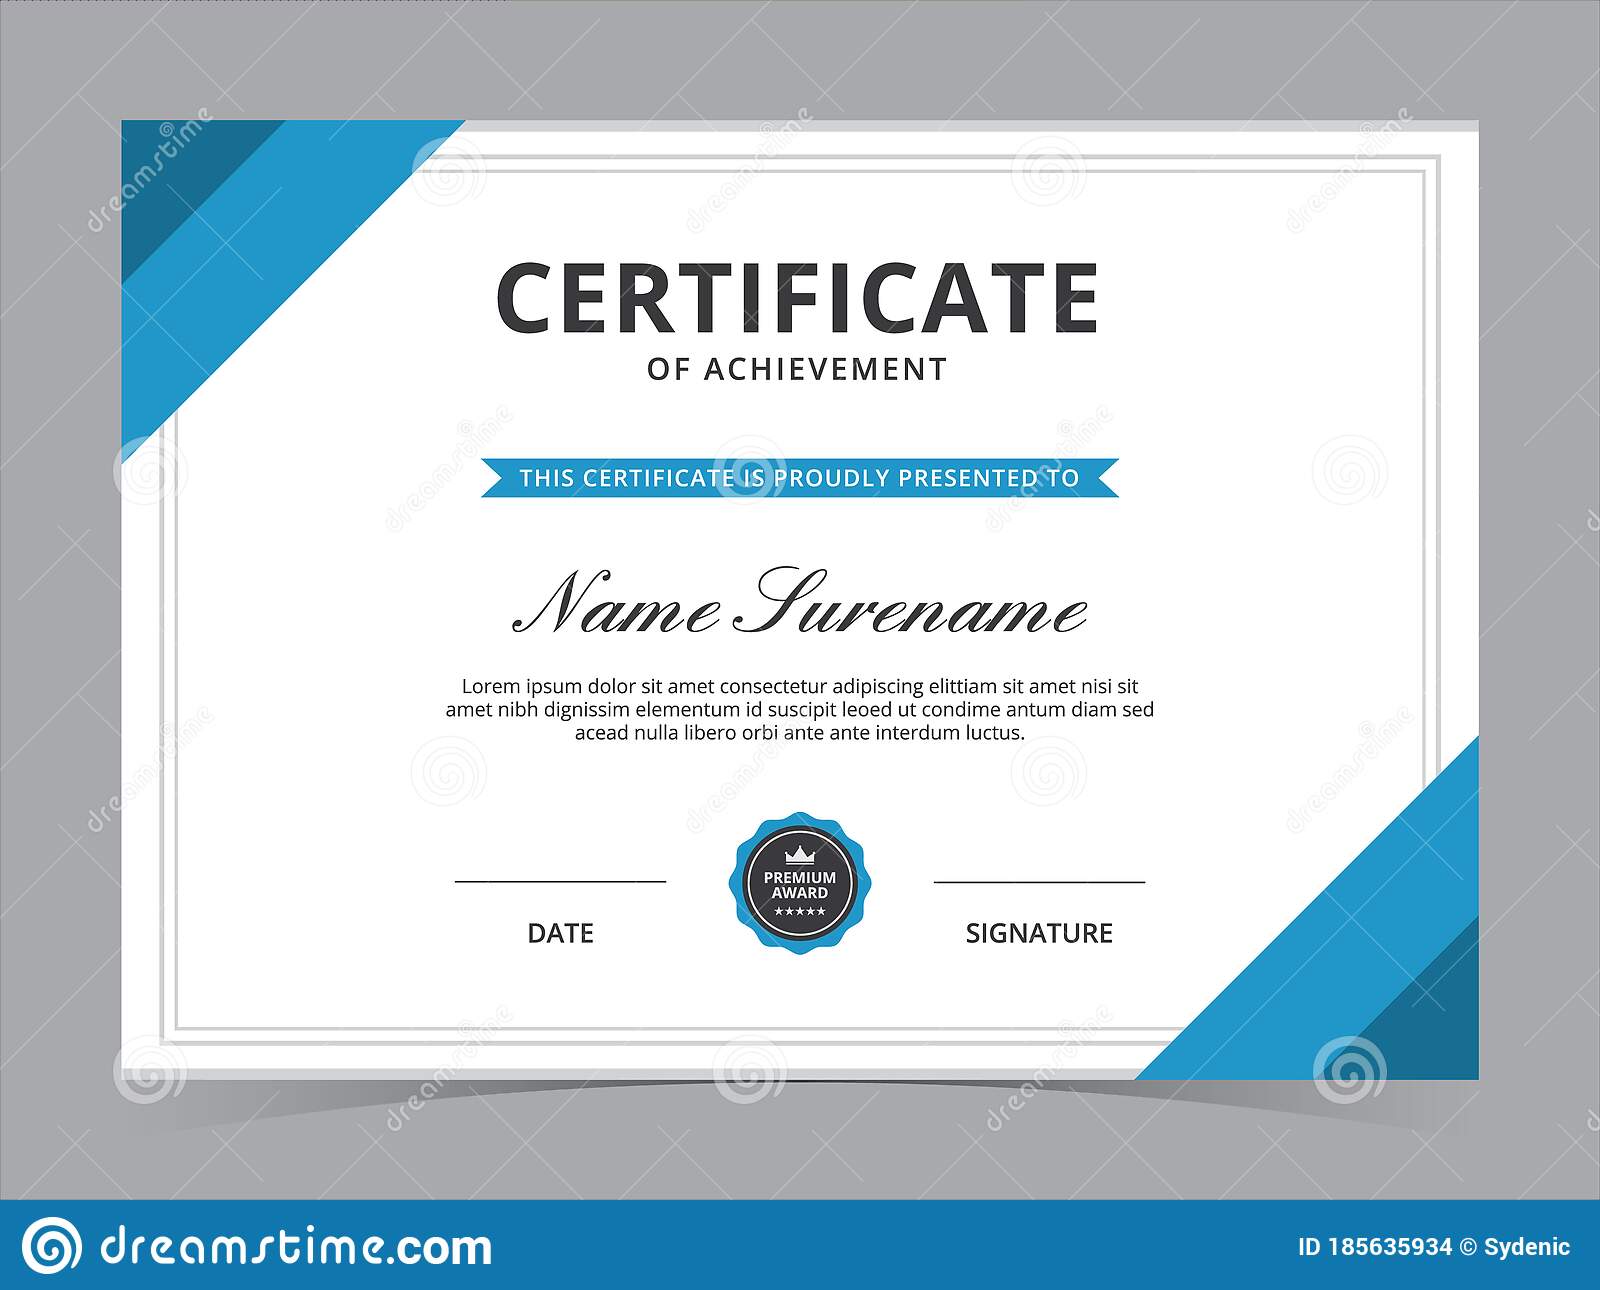 CERTIFICATE
OF ACHIEVEMENT
THIS CERTIFICATE IS PROUDLY PRESENTED TO
Name Surename
Lorem ipsum dolor sit amet consectetur adipiscing elittiam sit amet nisi sit
amet nibh dignissim elementum id suscipit leoed ut condime antum diam sed
acead nulla libero orbi ante ante interdum luctus.
PREMIUM
AWARD
DATE
SIGNATURE
dreamstime.com
ID 185635934 © Sydenic